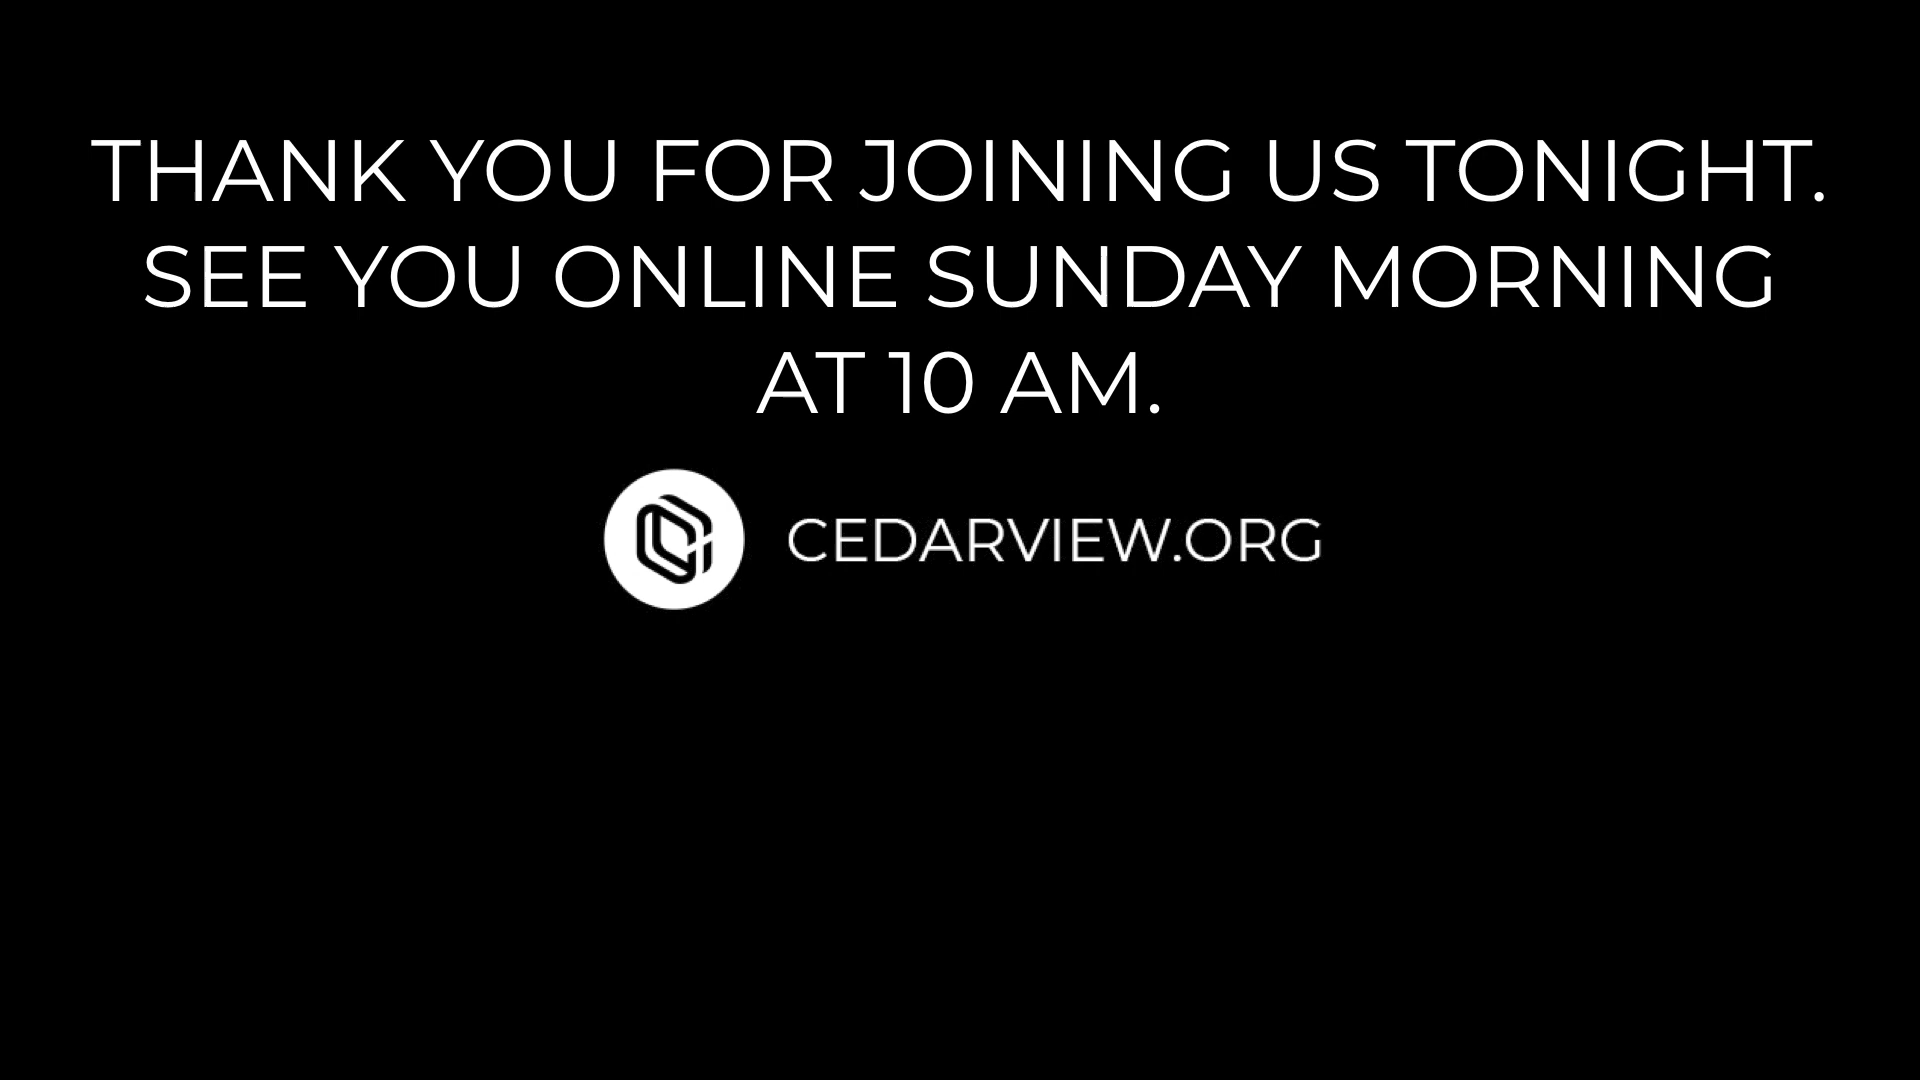 THANK YOU FOR JOINING US TONIGHT.
SEE YOU ONLINE SUNDAY MORNING
AT 10 AM.
CEDARVIEW.ORG